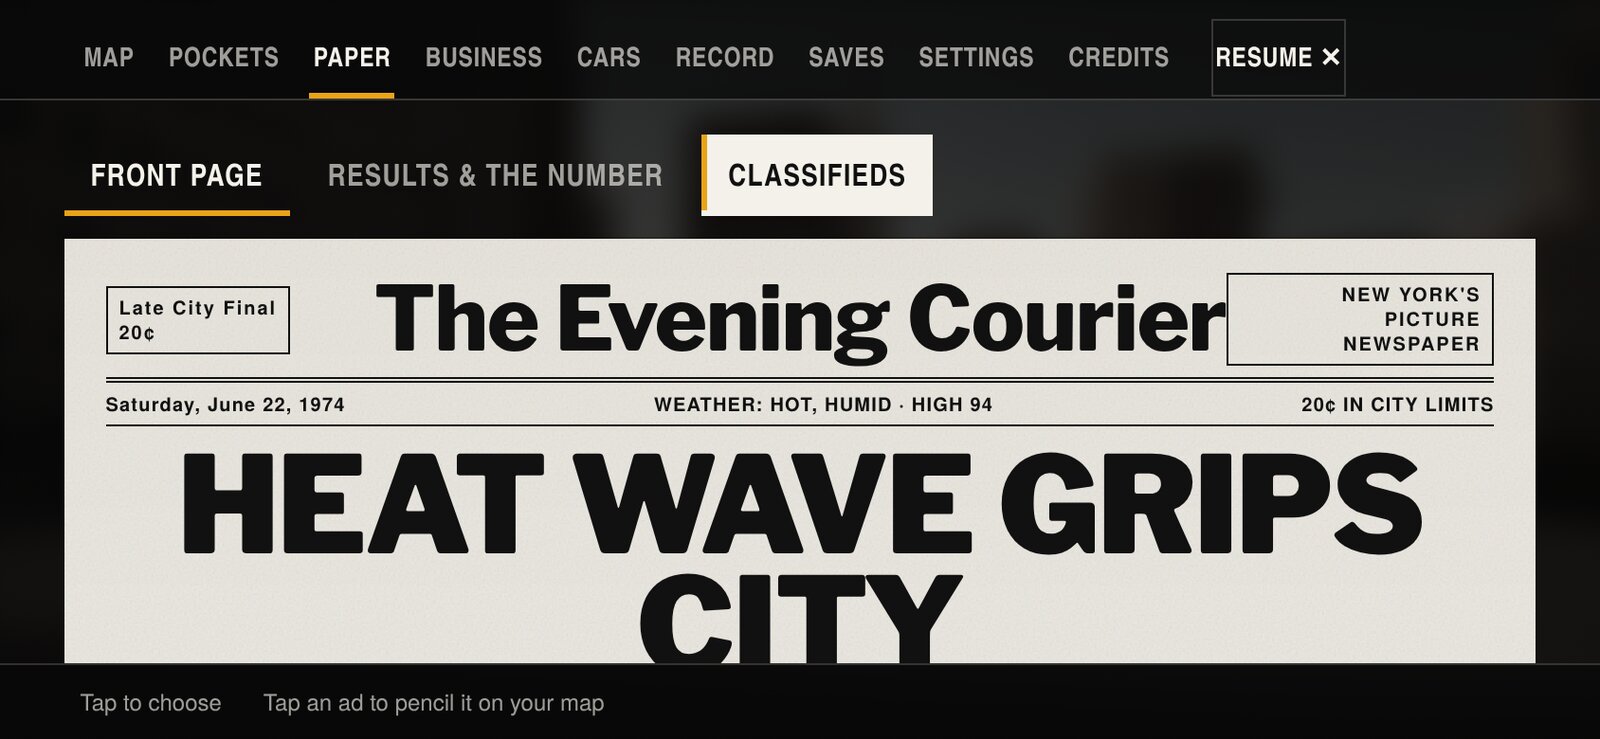 MAP POCKETS PAPER BUSINESS CARS RECORD SAVES SETTINGS CREDITS RESUME ✕
FRONT PAGE RESULTS & THE NUMBER CLASSIFIEDS
Late City Final
20¢
The Evening Courier
NEW YORK'S
PICTURE
NEWSPAPER
Saturday, June 22, 1974 WEATHER: HOT, HUMID · HIGH 94 20¢ IN CITY LIMITS
HEAT WAVE GRIPS
CITY
Tap to choose Tap an ad to pencil it on your map